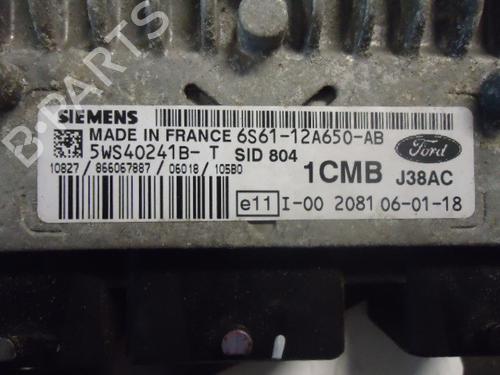 SIEMENS
MADE IN FRANCE 6S61-12A650-AB
5WS40241B- T SID 804
10827/ 866067887 /06018 /105B0
Ford
1CMB J38AC
e11 I-00 2081 06-01-18
B-PARTS